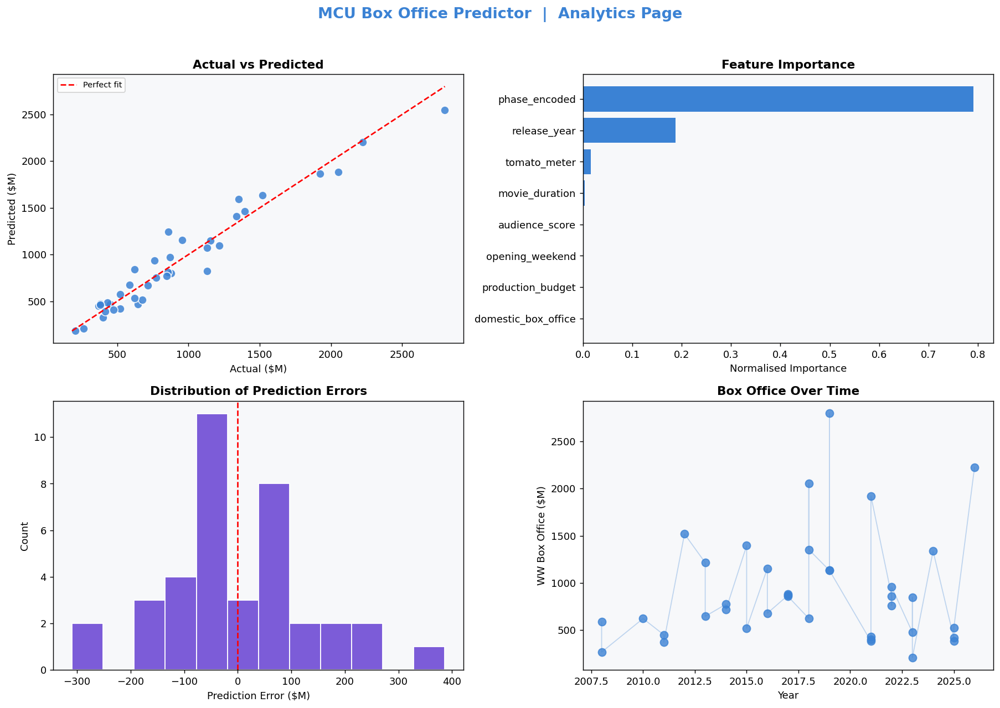 MCU Box Office Predictor | Analytics Page
Actual vs Predicted
Perfect fit
2500
2000
1500
1000
500
Predicted ($M)
500 1000 1500 2000 2500
Actual ($M)
Feature Importance
phase_encoded
release_year
tomato_meter
movie_duration
audience_score
opening_weekend
production_budget
domestic_box_office
0.0 0.1 0.2 0.3 0.4 0.5 0.6 0.7 0.8
Normalised Importance
Distribution of Prediction Errors
10
8
6
4
2
0
Count
−300 −200 −100 0 100 200 300 400
Prediction Error ($M)
Box Office Over Time
2500
2000
1500
1000
500
WW Box Office ($M)
2007.5 2010.0 2012.5 2015.0 2017.5 2020.0 2022.5 2025.0
Year